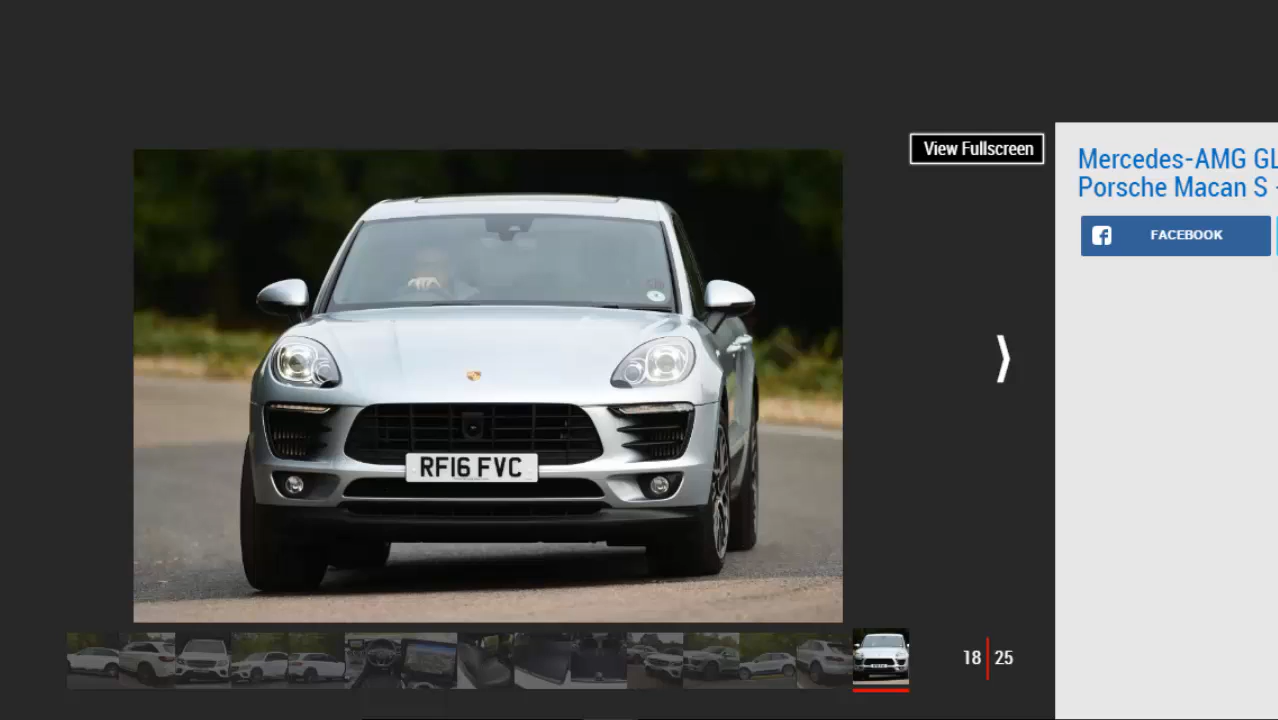 View Fullscreen
Mercedes-AMG GL
Porsche Macan S
FACEBOOK
RF16 FVC
18 25